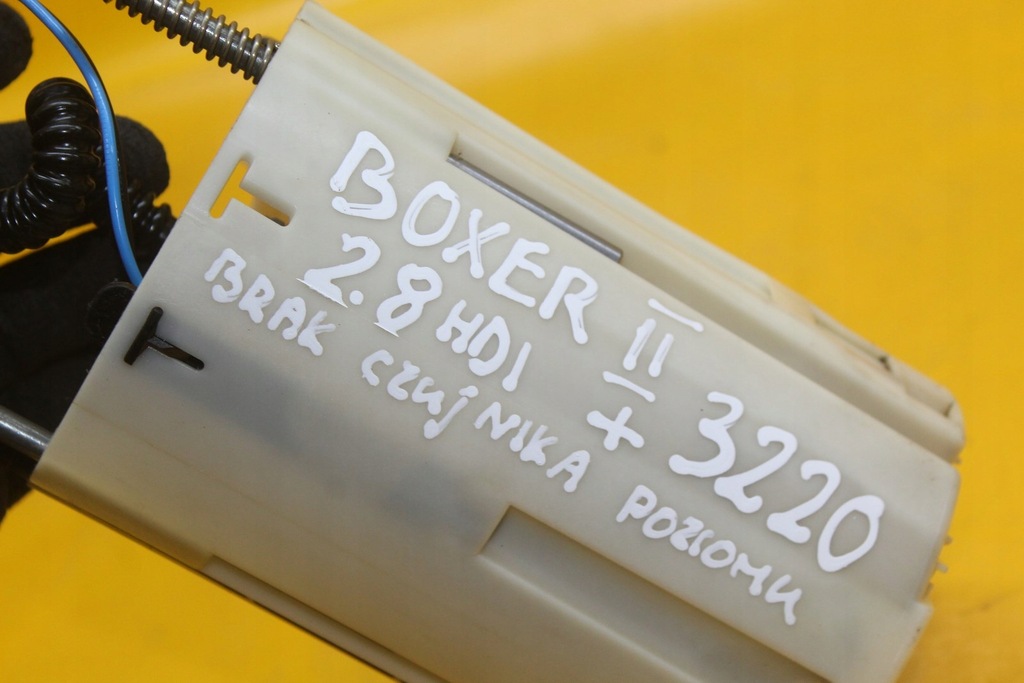 BOXER II 3220
2.8 HDI +
BRAK CZUJNIKA POZIOMU